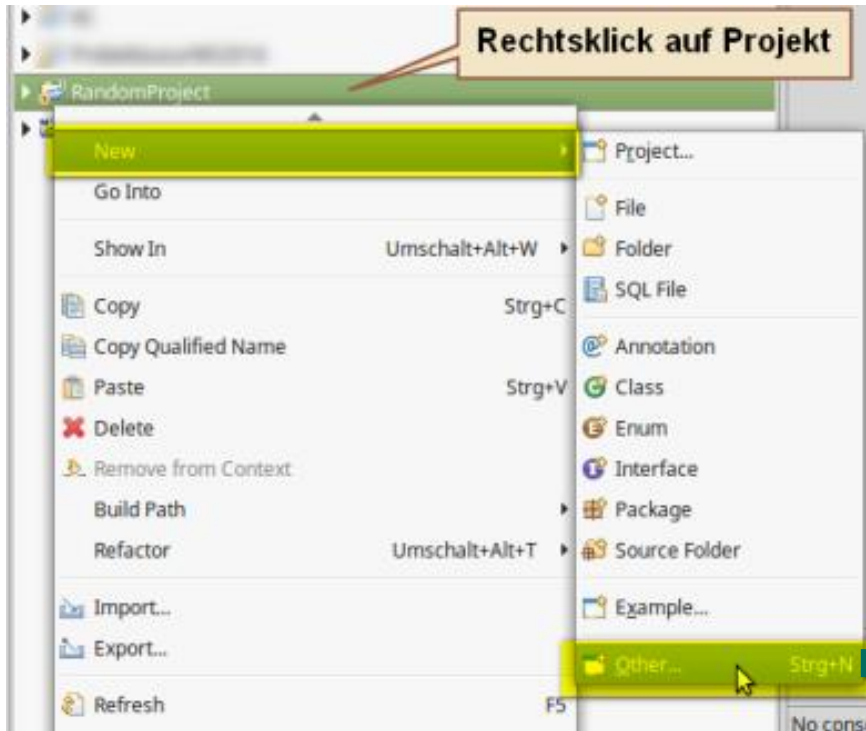 Rechtsklick auf Projekt
RandomProject
New
Go Into
Show In Umschalt+Alt+W
Copy Strg+C
Copy Qualified Name
Paste Strg+V
Delete
Remove from Context
Build Path
Refactor Umschalt+Alt+T
Import...
Export...
Refresh F5
Project...
File
Folder
SQL File
Annotation
Class
Enum
Interface
Package
Source Folder
Example...
Other... Strg+N
No cons